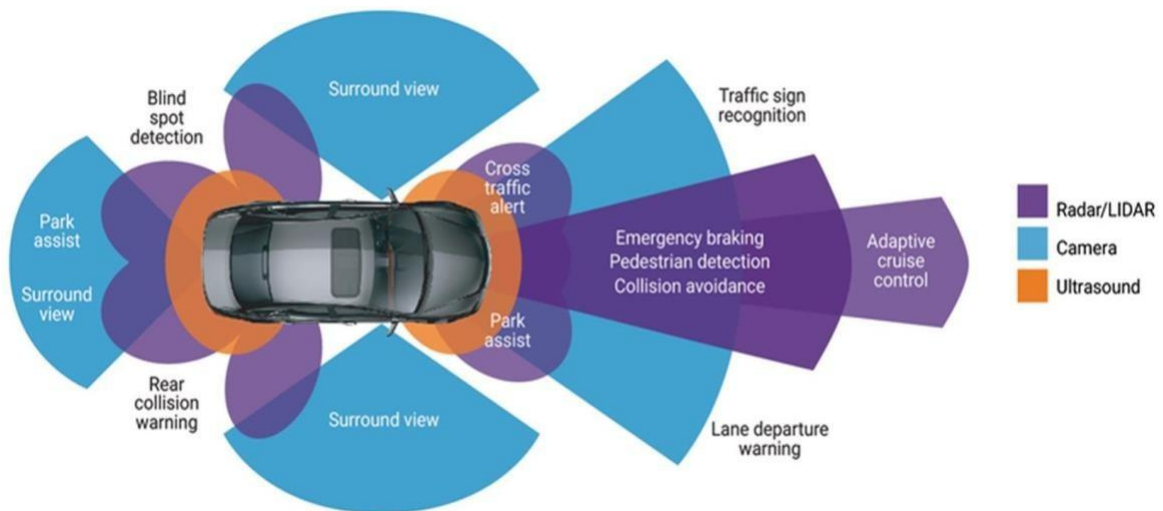 Surround view
Blind
spot
detection
Traffic sign
recognition
Cross
traffic
alert
Park
assist
Surround
view
Emergency braking
Pedestrian detection
Collision avoidance
Adaptive
cruise
control
Radar/LIDAR
Camera
Ultrasound
Park
assist
Rear
collision
warning
Surround view
Lane departure
warning